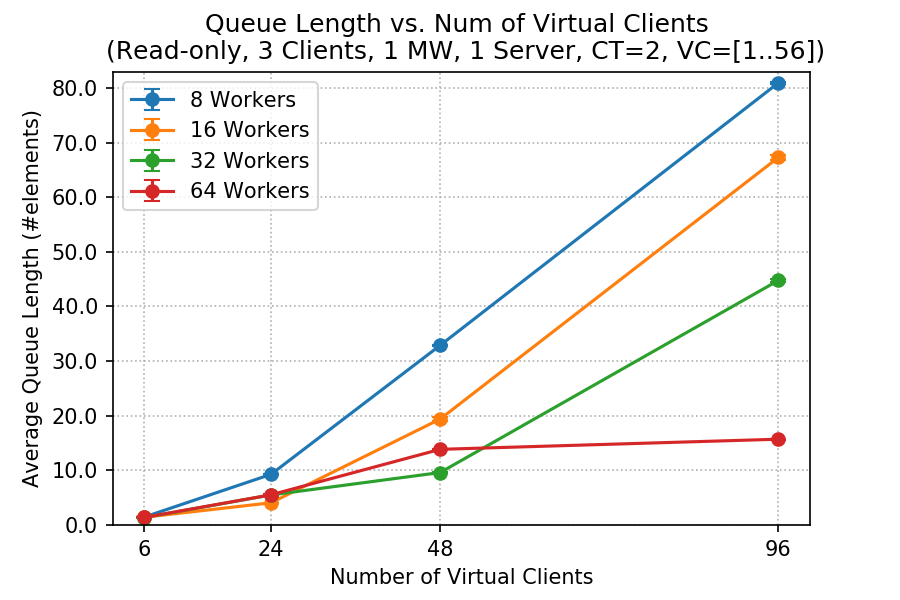 Queue Length vs. Num of Virtual Clients
(Read-only, 3 Clients, 1 MW, 1 Server, CT=2, VC=[1..56])
80.0
70.0
60.0
50.0
40.0
30.0
20.0
10.0
0.0
Average Queue Length (#elements)
8 Workers
16 Workers
32 Workers
64 Workers
6 24 48 96
Number of Virtual Clients